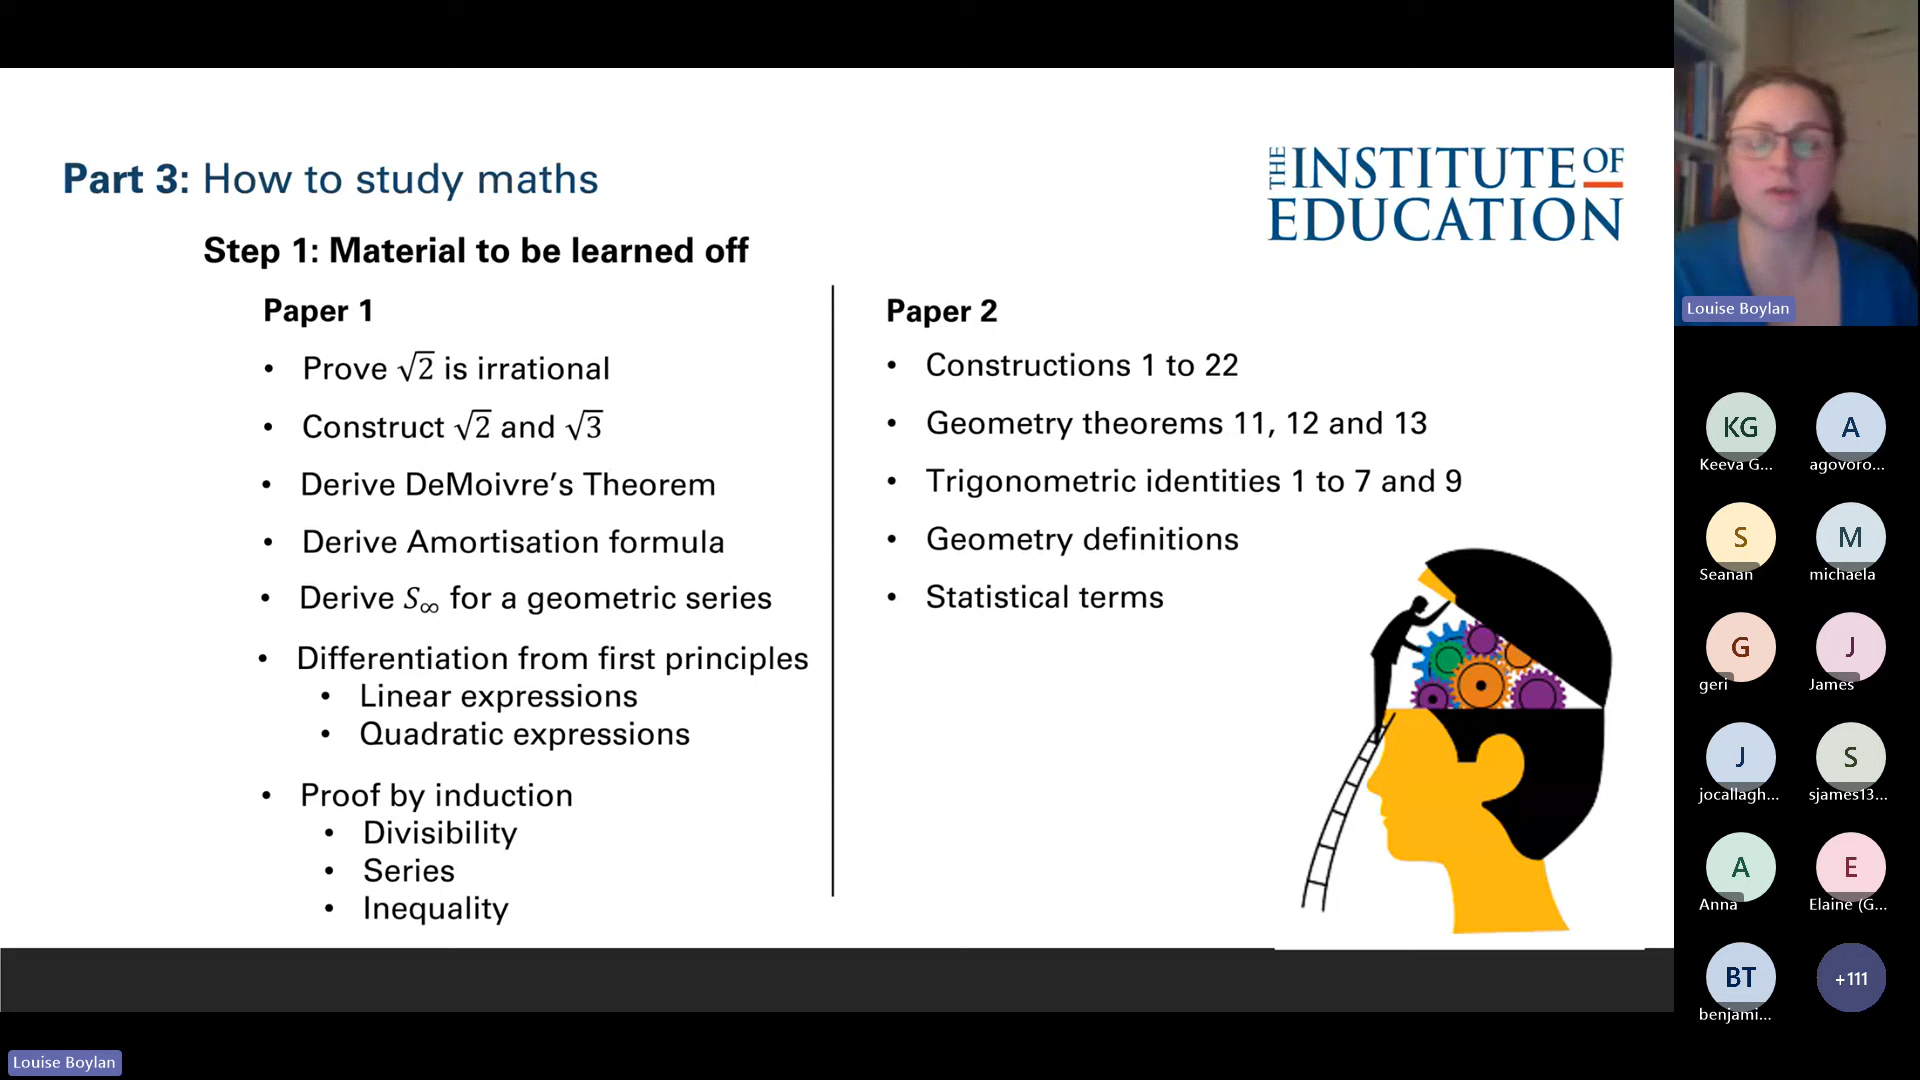 Part 3: How to study maths
THE INSTITUTE OF
EDUCATION
Step 1: Material to be learned off
Paper 1
• Prove √2 is irrational
• Construct √2 and √3
• Derive DeMoivre's Theorem
• Derive Amortisation formula
• Derive S∞ for a geometric series
• Differentiation from first principles
• Linear expressions
• Quadratic expressions
• Proof by induction
• Divisibility
• Series
• Inequality
Paper 2
• Constructions 1 to 22
• Geometry theorems 11, 12 and 13
• Trigonometric identities 1 to 7 and 9
• Geometry definitions
• Statistical terms
Louise Boylan
KG
Keeva G...
A
agovoro...
S
Seanan
M
michaela
G
geri
J
James
J
jocallagh...
S
sjames13...
A
Anna
E
Elaine (G...
BT
benjami...
+111
Louise Boylan